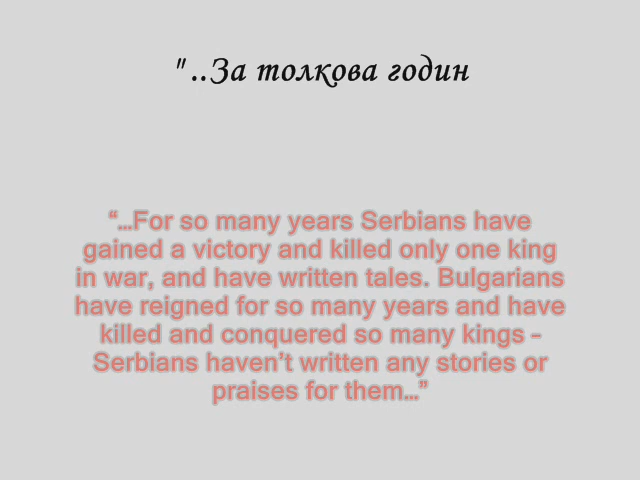 "..За толкова годин
“…For so many years Serbians have
gained a victory and killed only one king
in war, and have written tales. Bulgarians
have reigned for so many years and have
killed and conquered so many kings –
Serbians haven’t written any stories or
praises for them…”